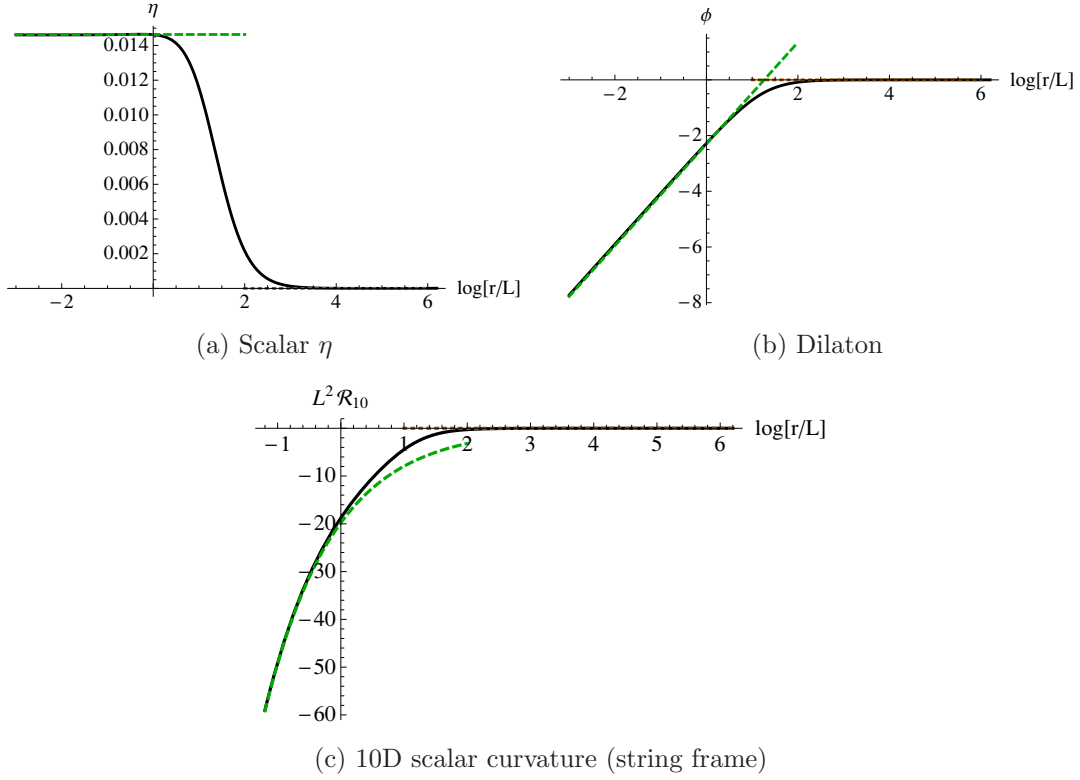 η
0.014
0.012
0.010
0.008
0.006
0.004
0.002
−2 2 4 6 log[r/L]
(a) Scalar η
ϕ
−2 2 4 6 log[r/L]
−2
−4
−6
−8
(b) Dilaton
L² 𝓡₁₀
−1 1 2 3 4 5 6 log[r/L]
−10
−20
−30
−40
−50
−60
(c) 10D scalar curvature (string frame)